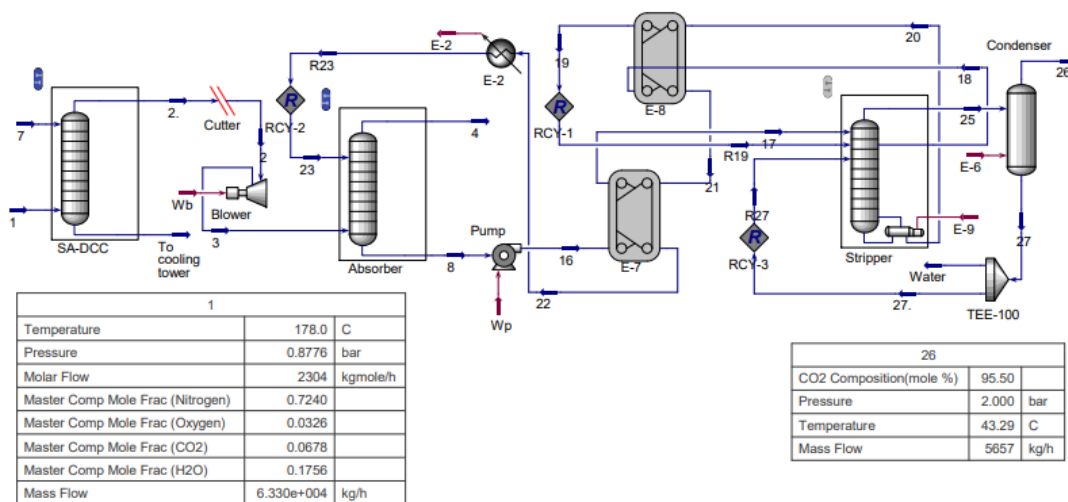 E-2
R23
E-2
RCY-2
23
2.
Cutter
2
7
1
SA-DCC
To
cooling
tower
Wb
Blower
3
4
Absorber
8
Pump
Wp
16
E-7
22
21
19
RCY-1
E-8
20
18
17
R19
R27
RCY-3
Stripper
E-9
25
Condenser
26
E-6
27
Water
27.
TEE-100
1
Temperature 178.0 C
Pressure 0.8776 bar
Molar Flow 2304 kgmole/h
Master Comp Mole Frac (Nitrogen) 0.7240
Master Comp Mole Frac (Oxygen) 0.0326
Master Comp Mole Frac (CO2) 0.0678
Master Comp Mole Frac (H2O) 0.1756
Mass Flow 6.330e+004 kg/h
26
CO2 Composition(mole %) 95.50
Pressure 2.000 bar
Temperature 43.29 C
Mass Flow 5657 kg/h